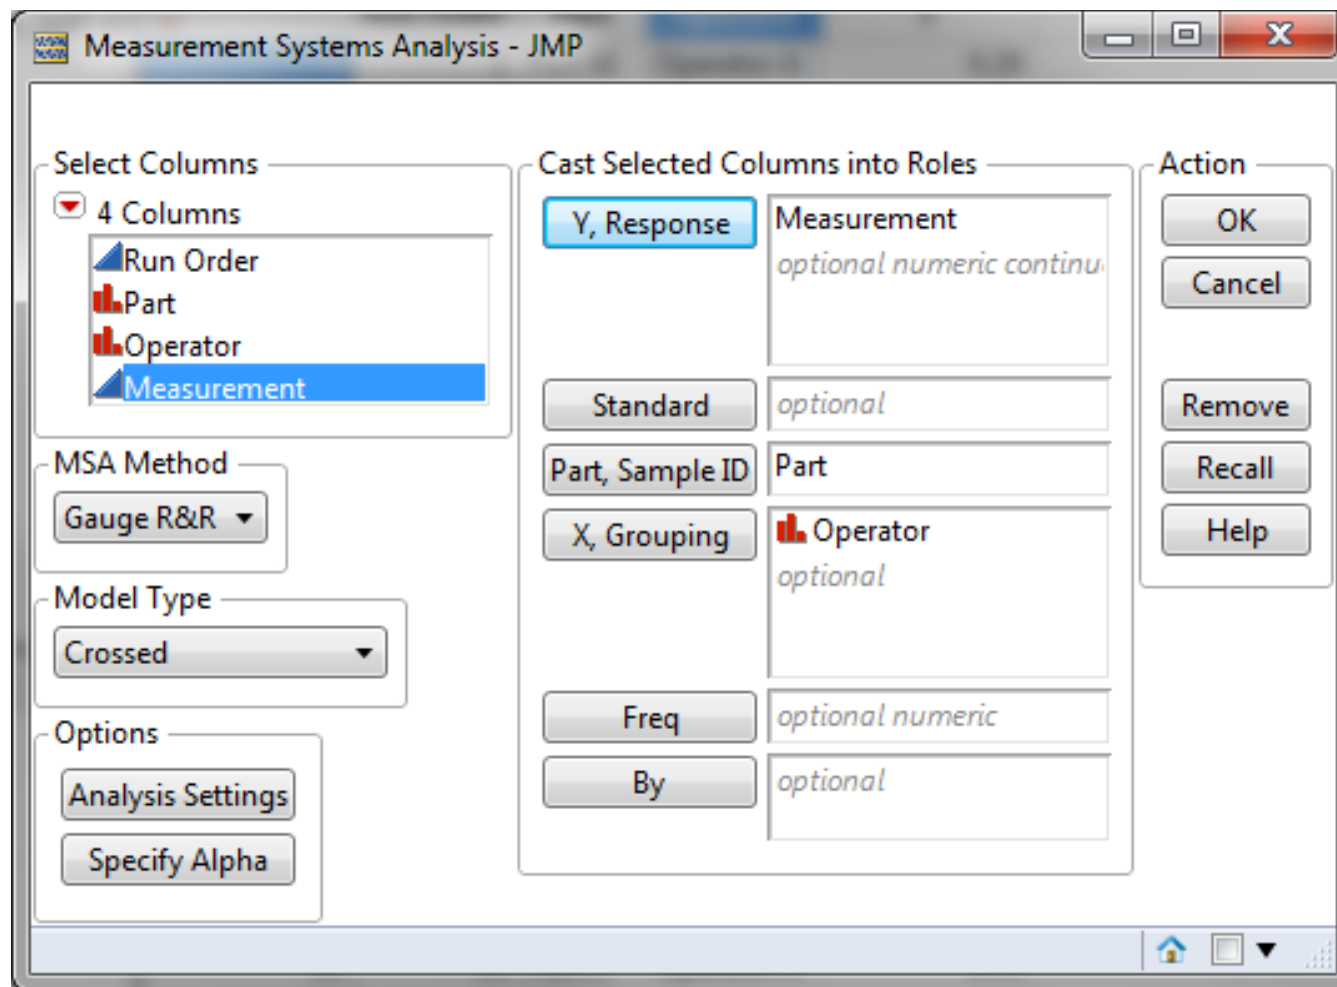 Measurement Systems Analysis - JMP
Select Columns
4 Columns
Run Order
Part
Operator
Measurement
MSA Method
Gauge R&R
Model Type
Crossed
Options
Analysis Settings
Specify Alpha
Cast Selected Columns into Roles
Y, Response
Measurement
optional numeric continu
Standard
optional
Part, Sample ID
Part
X, Grouping
Operator
optional
Freq
optional numeric
By
optional
Action
OK
Cancel
Remove
Recall
Help